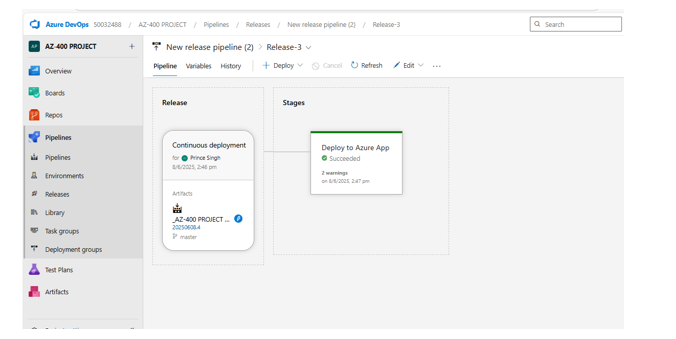 Azure DevOps 50032488 / AZ-400 PROJECT / Pipelines / Releases / New release pipeline (2) / Release-3
Search
AP AZ-400 PROJECT +
Overview
Boards
Repos
Pipelines
Pipelines
Environments
Releases
Library
Task groups
Deployment groups
Test Plans
Artifacts
New release pipeline (2) > Release-3
Pipeline Variables History + Deploy Cancel Refresh Edit ...
Release
Continuous deployment
for Prince Singh
8/6/2025, 2:46 pm
Artifacts
_AZ-400 PROJECT ...
20250806.4
master
Stages
Deploy to Azure App
Succeeded
2 warnings
on 8/6/2025, 2:47 pm